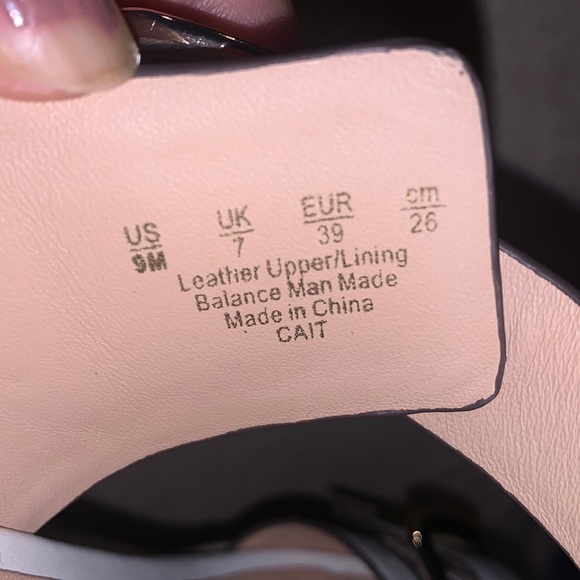 US UK EUR cm
9M 7 39 26
Leather Upper/Lining
Balance Man Made
Made in China
CAIT